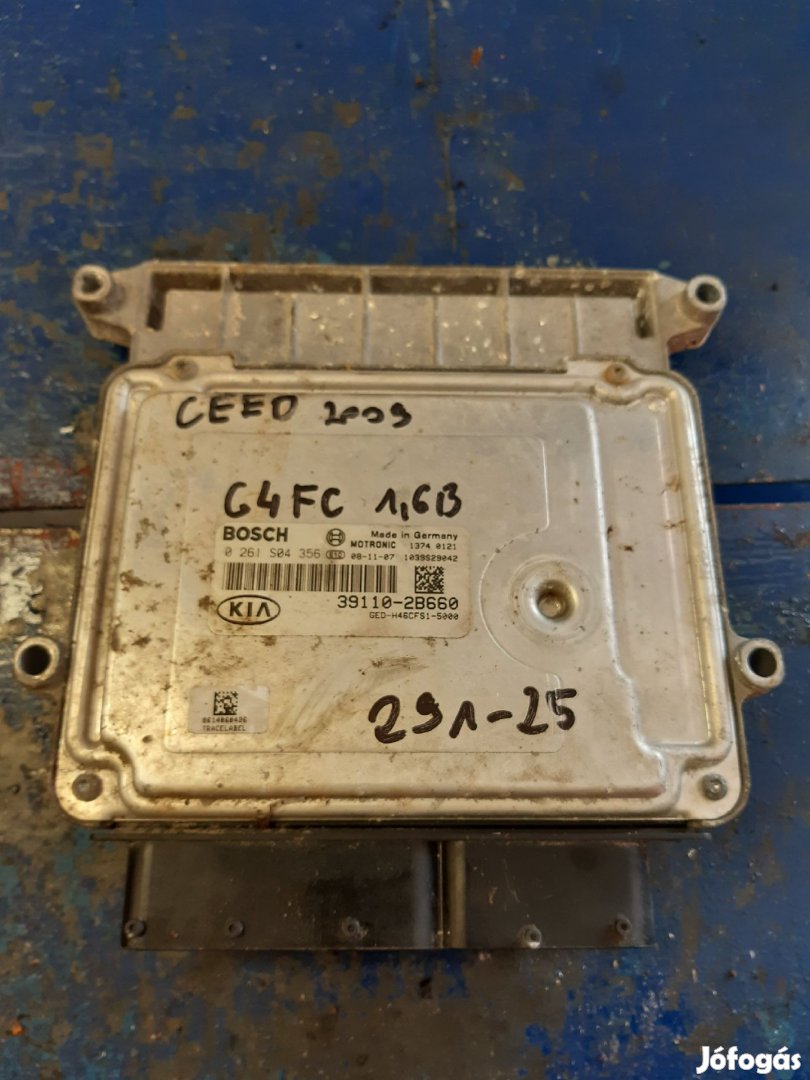 CEED 2009
G4FC 1,6B
BOSCH Made in Germany
MOTRONIC 1374 0121
0 261 S04 356 08-11-07 1039S29042
KIA 39110-2B660
GED-H46CFS1-5000
0614060426
TRACELABEL
291-25
Jófogás